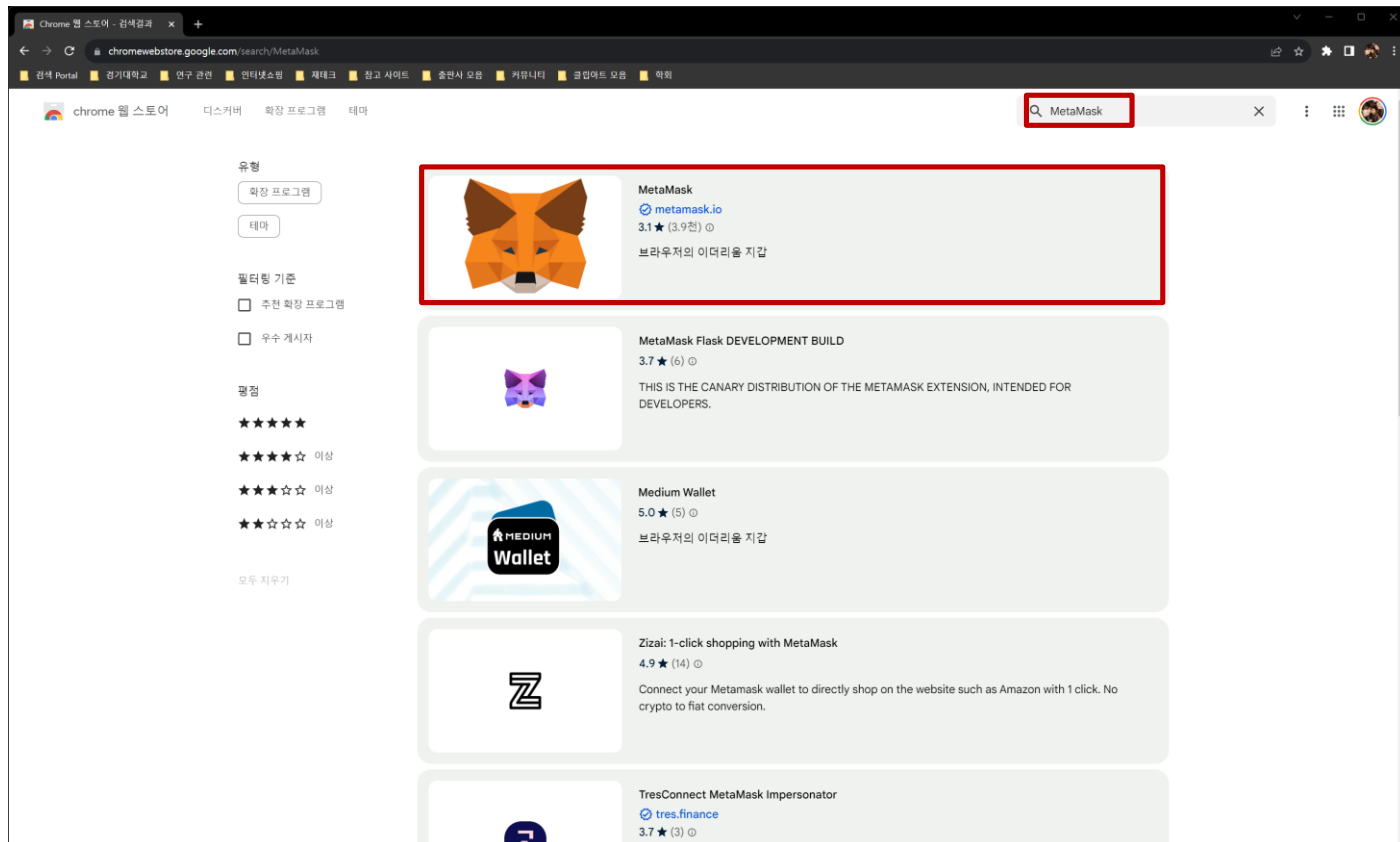 Chrome 웹 스토어 - 검색결과
chromewebstore.google.com/search/MetaMask
검색 Portal 경기대학교 연구 관련 인터넷쇼핑 재테크 참고 사이트 출판사 모음 커뮤니티 클립아트 모음 학회
chrome 웹 스토어 디스커버 확장 프로그램 테마 MetaMask
유형
확장 프로그램
테마
필터링 기준
추천 확장 프로그램
우수 게시자
평점
★★★★★
★★★★☆ 이상
★★★☆☆ 이상
★★☆☆☆ 이상
모두 지우기
MetaMask
metamask.io
3.1 ★ (3.9천)
브라우저의 이더리움 지갑
MetaMask Flask DEVELOPMENT BUILD
3.7 ★ (6)
THIS IS THE CANARY DISTRIBUTION OF THE METAMASK EXTENSION, INTENDED FOR
DEVELOPERS.
MEDIUM
Wallet
Medium Wallet
5.0 ★ (5)
브라우저의 이더리움 지갑
Zizai: 1-click shopping with MetaMask
4.9 ★ (14)
Connect your Metamask wallet to directly shop on the website such as Amazon with 1 click. No
crypto to fiat conversion.
TresConnect MetaMask Impersonator
tres.finance
3.7 ★ (3)